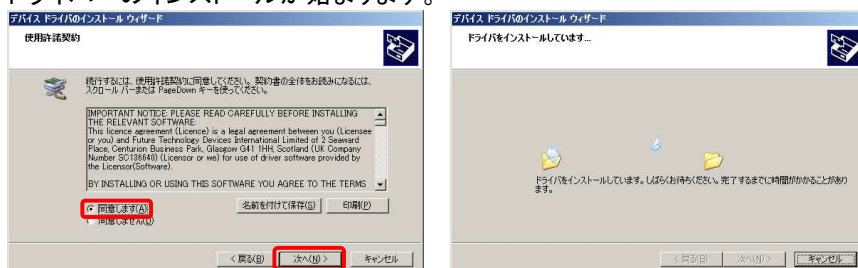 ドライバーのインストールが始まります。
デバイス ドライバのインストール ウィザード
使用許諾契約
続行するには、使用許諾契約に同意してください。契約書の全体をお読みになるには、
スクロール バーまたは PageDown キーを使ってください。
IMPORTANT NOTICE: PLEASE READ CAREFULLY BEFORE INSTALLING
THE RELEVANT SOFTWARE:
This licence agreement (Licence) is a legal agreement between you (Licensee
or you) and Future Technology Devices International Limited of 2 Seaward
Place, Centurion Business Park, Glasgow G41 1HH, Scotland (UK Company
Number SC136640) (Licensor or we) for use of driver software provided by
the Licensor(Software).
BY INSTALLING OR USING THIS SOFTWARE YOU AGREE TO THE TERMS
同意します(A)
同意しません(D)
名前を付けて保存(S)
印刷(P)
< 戻る(B)
次へ(N) >
キャンセル
デバイス ドライバのインストール ウィザード
ドライバをインストールしています...
ドライバをインストールしています。しばらくお待ちください。完了するまでに時間がかかることがあり
ます。
< 戻る(B)
次へ(N) >
キャンセル